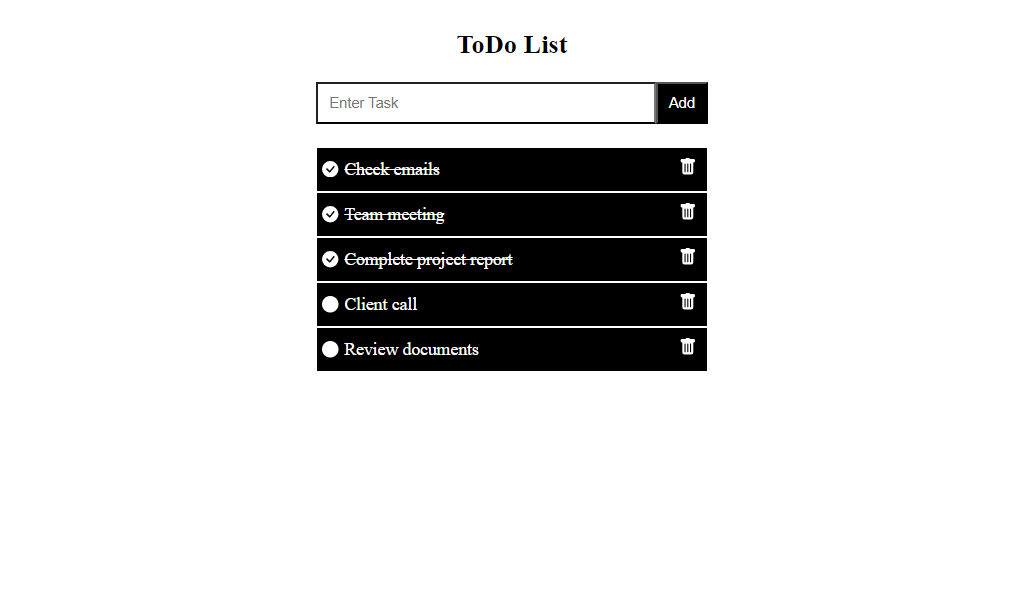 ToDo List
Enter Task
Add
Check emails
Team meeting
Complete project report
Client call
Review documents